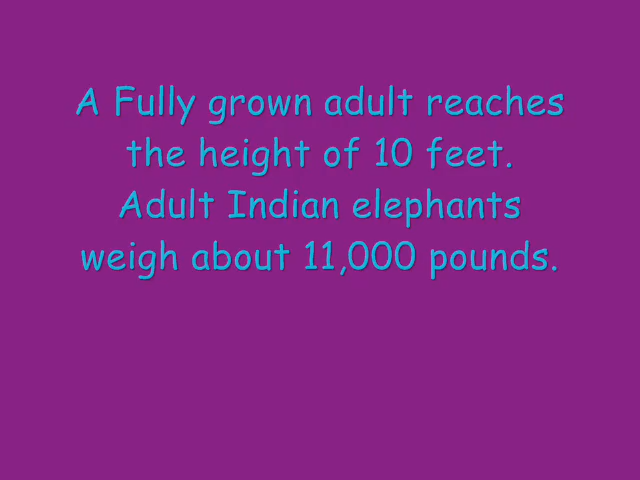 A Fully grown adult reaches
the height of 10 feet.
Adult Indian elephants
weigh about 11,000 pounds.